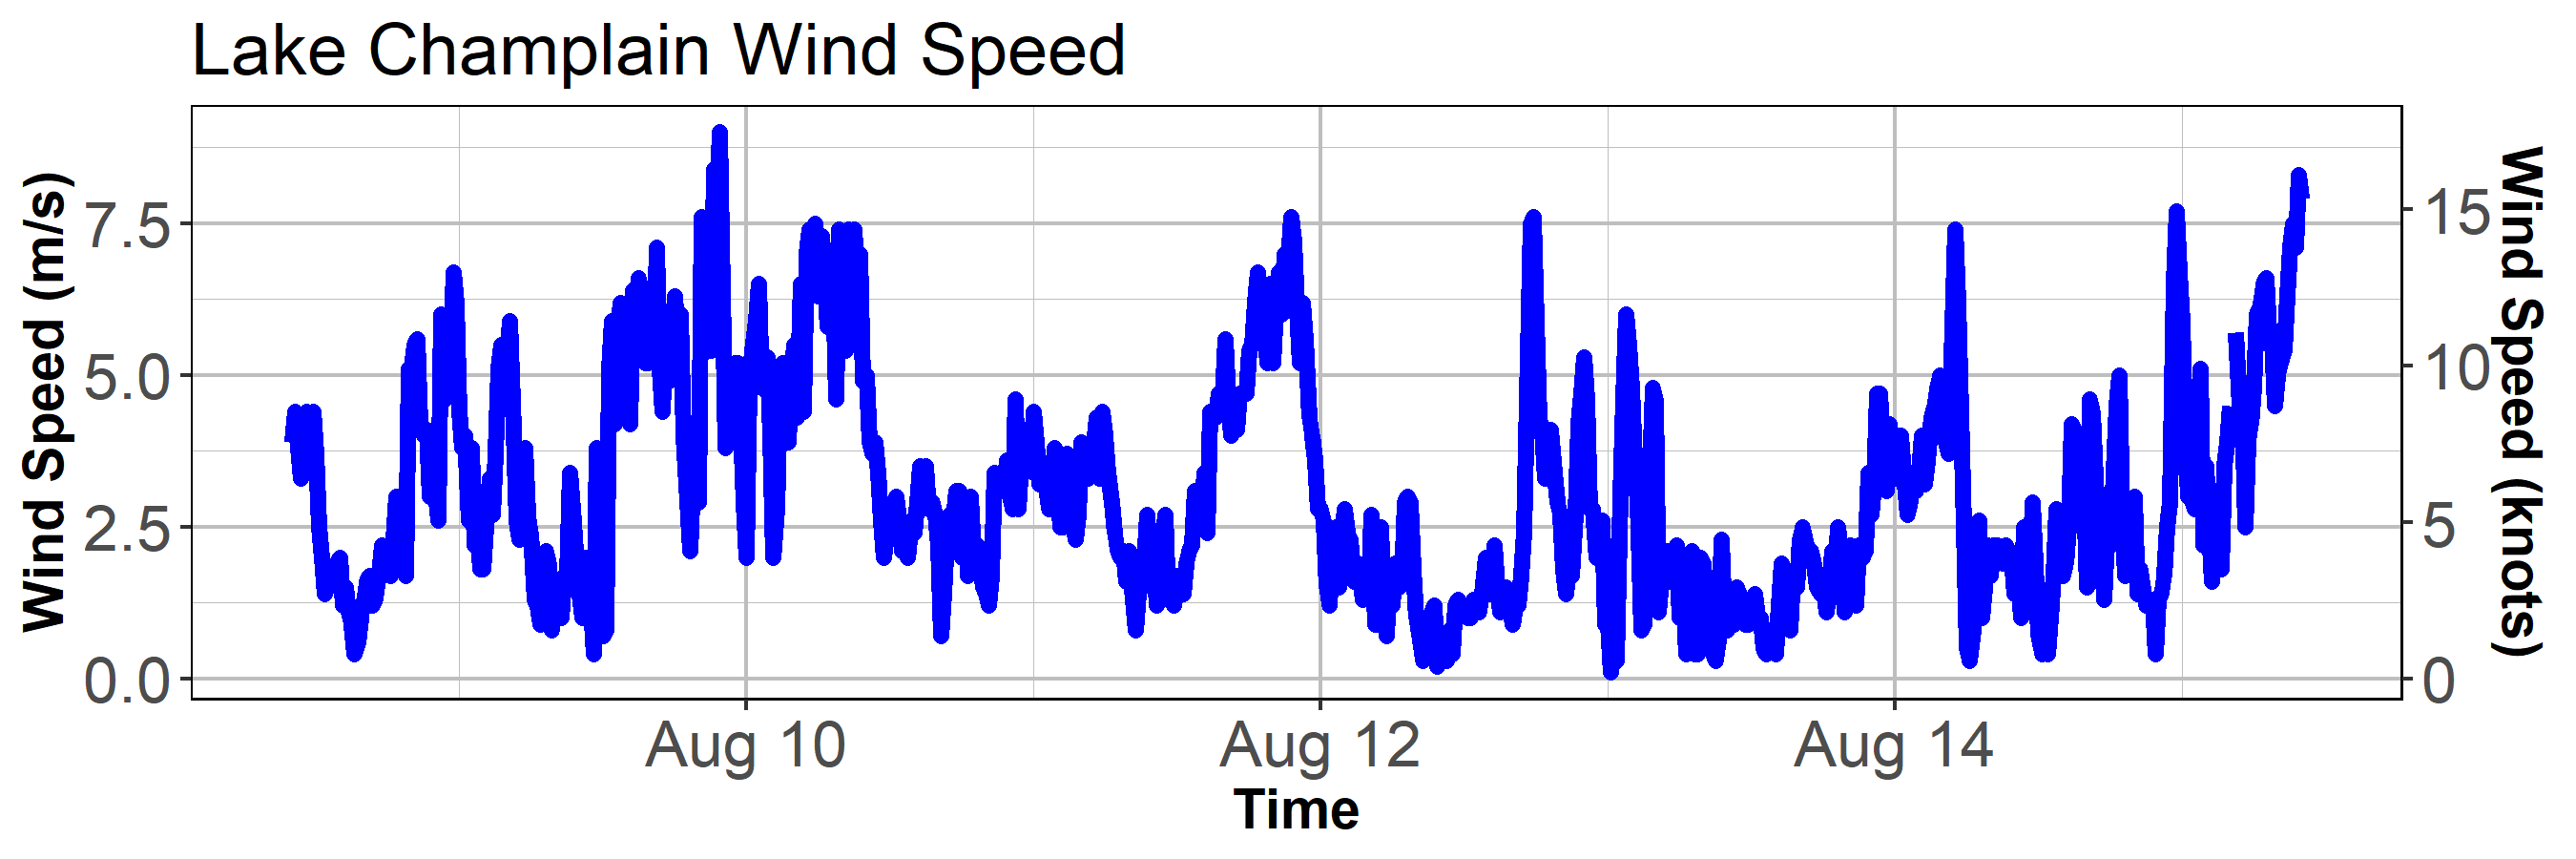 Lake Champlain Wind Speed
Wind Speed (m/s)
7.5
5.0
2.5
0.0
15
10
5
0
Wind Speed (knots)
Aug 10
Aug 12
Aug 14
Time